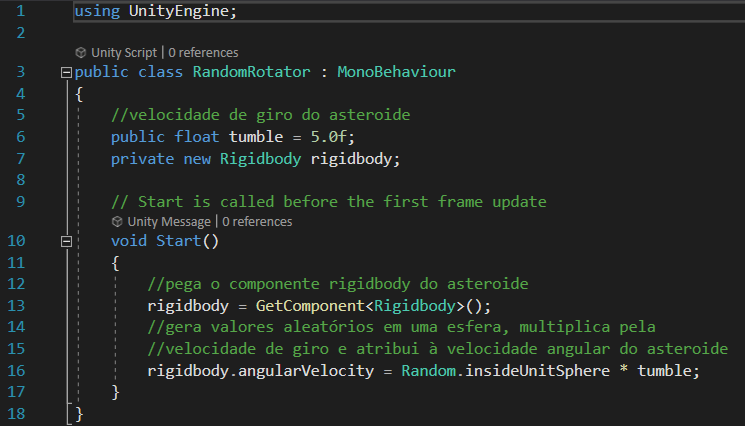 1 using UnityEngine;
2
Unity Script | 0 references
3 public class RandomRotator : MonoBehaviour
4 {
5 //velocidade de giro do asteroide
6 public float tumble = 5.0f;
7 private new Rigidbody rigidbody;
8
9 // Start is called before the first frame update
Unity Message | 0 references
10 void Start()
11 {
12 //pega o componente rigidbody do asteroide
13 rigidbody = GetComponent<Rigidbody>();
14 //gera valores aleatórios em uma esfera, multiplica pela
15 //velocidade de giro e atribui à velocidade angular do asteroide
16 rigidbody.angularVelocity = Random.insideUnitSphere * tumble;
17 }
18 }